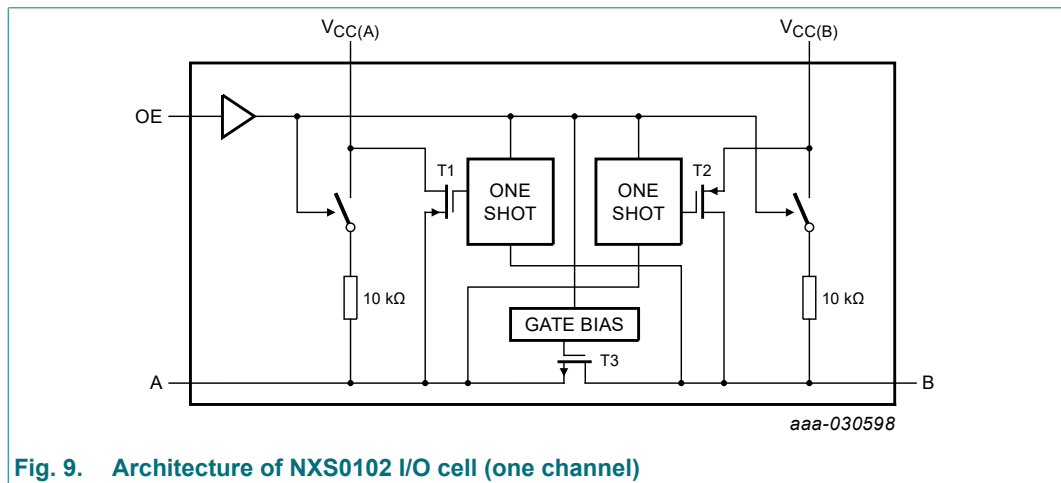 VCC(A)
VCC(B)
OE
T1
ONE
SHOT
ONE
SHOT
T2
10 kΩ
10 kΩ
GATE BIAS
T3
A
B
aaa-030598
Fig. 9. Architecture of NXS0102 I/O cell (one channel)